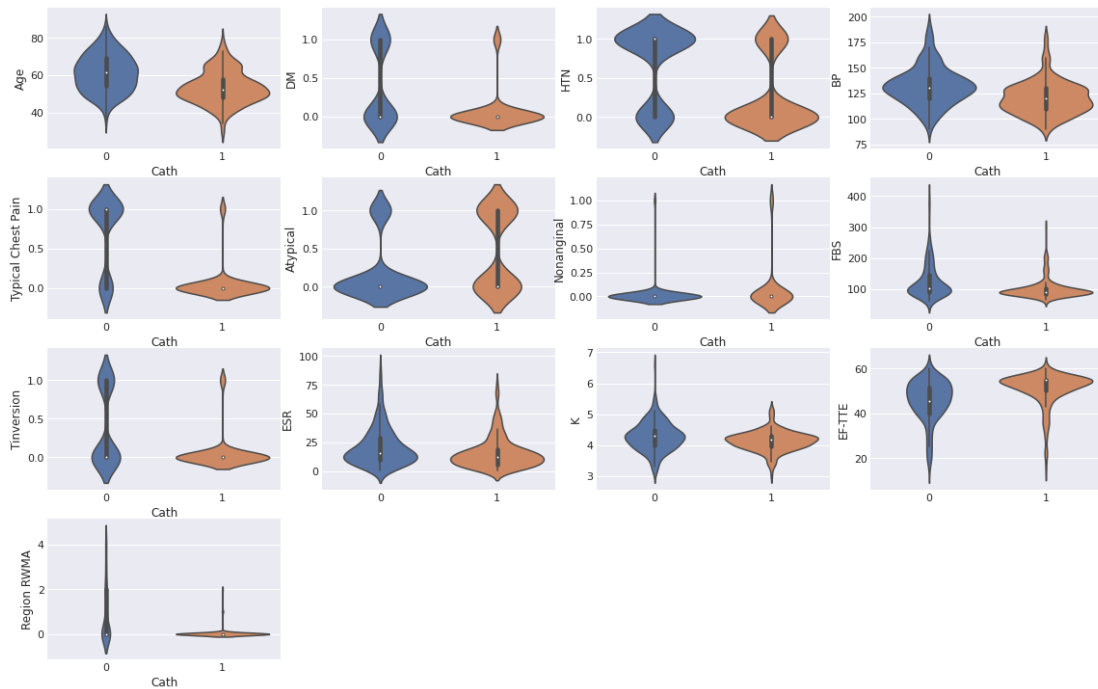 Age
80
60
40
0
1
Cath
DM
1.0
0.5
0.0
0
1
Cath
HTN
1.0
0.5
0.0
0
1
Cath
BP
200
175
150
125
100
75
0
1
Cath
Typical Chest Pain
1.0
0.5
0.0
0
1
Cath
Atypical
1.0
0.5
0.0
0
1
Cath
Nonanginal
1.00
0.75
0.50
0.25
0.00
0
1
Cath
FBS
400
300
200
100
0
1
Cath
Tinversion
1.0
0.5
0.0
0
1
Cath
ESR
100
75
50
25
0
0
1
Cath
K
7
6
5
4
3
0
1
Cath
EF-TTE
60
40
20
0
1
Cath
Region RWMA
4
2
0
0
1
Cath